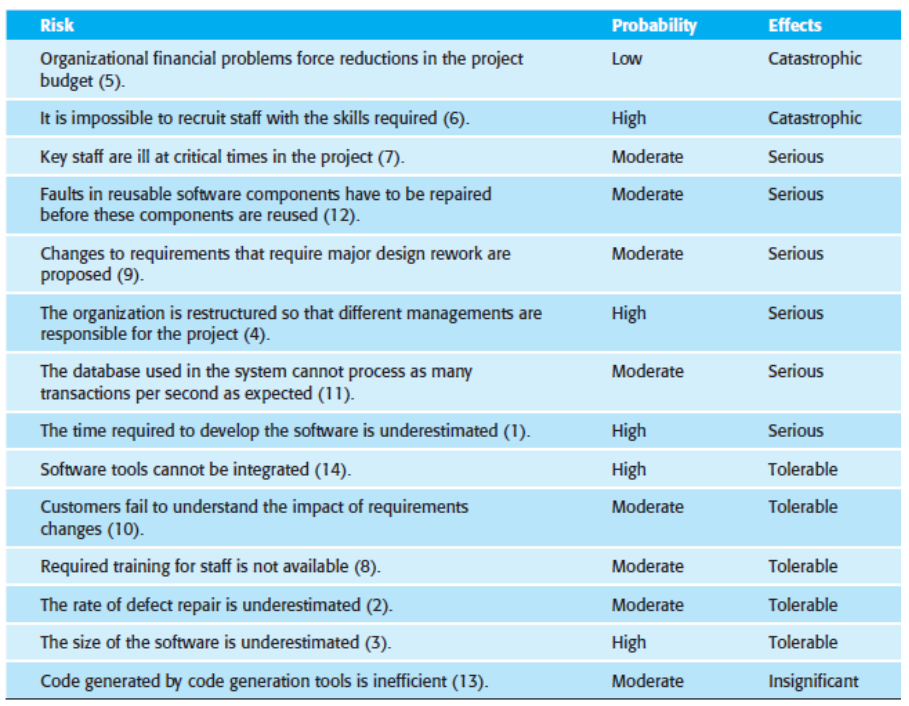 Risk Probability Effects
Organizational financial problems force reductions in the project Low Catastrophic
budget (5).
It is impossible to recruit staff with the skills required (6). High Catastrophic
Key staff are ill at critical times in the project (7). Moderate Serious
Faults in reusable software components have to be repaired Moderate Serious
before these components are reused (12).
Changes to requirements that require major design rework are Moderate Serious
proposed (9).
The organization is restructured so that different managements are High Serious
responsible for the project (4).
The database used in the system cannot process as many Moderate Serious
transactions per second as expected (11).
The time required to develop the software is underestimated (1). High Serious
Software tools cannot be integrated (14). High Tolerable
Customers fail to understand the impact of requirements Moderate Tolerable
changes (10).
Required training for staff is not available (8). Moderate Tolerable
The rate of defect repair is underestimated (2). Moderate Tolerable
The size of the software is underestimated (3). High Tolerable
Code generated by code generation tools is inefficient (13). Moderate Insignificant